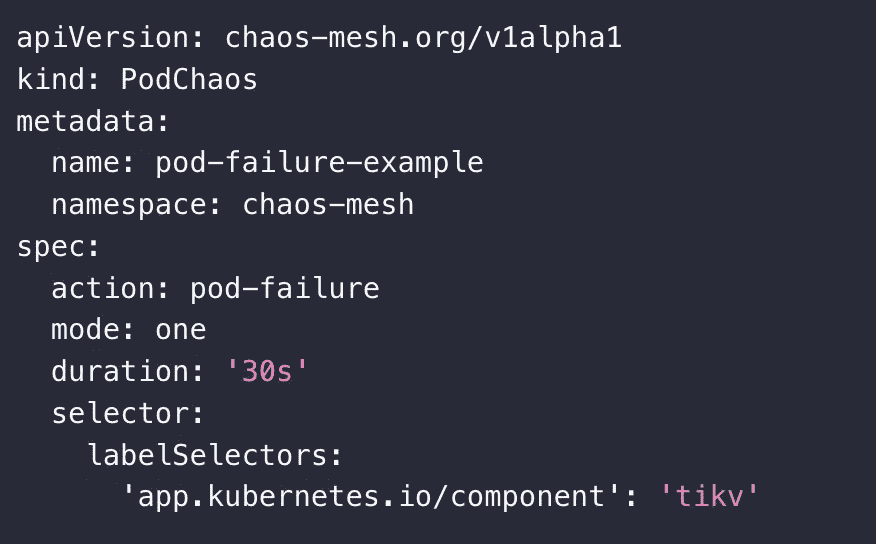 apiVersion: chaos-mesh.org/v1alpha1
kind: PodChaos
metadata:
  name: pod-failure-example
  namespace: chaos-mesh
spec:
  action: pod-failure
  mode: one
  duration: '30s'
  selector:
    labelSelectors:
      'app.kubernetes.io/component': 'tikv'